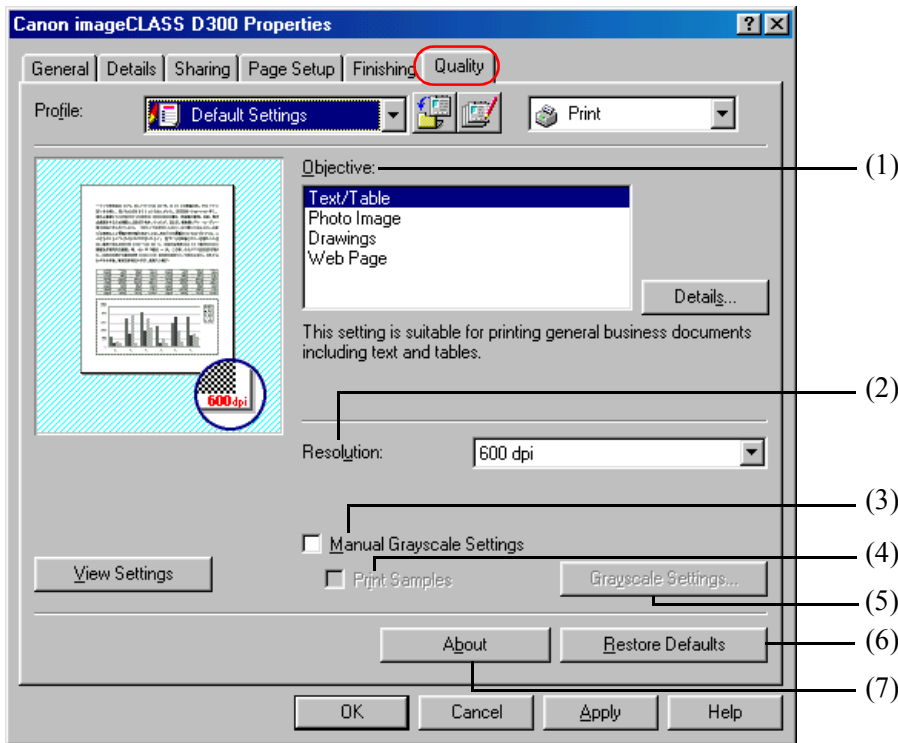 Canon imageCLASS D300 Properties
General Details Sharing Page Setup Finishing Quality
Profile: Default Settings Print
Objective: (1)
Text/Table
Photo Image
Drawings
Web Page
Details...
This setting is suitable for printing general business documents
including text and tables.
600 dpi
(2)
Resolution: 600 dpi
(3)
Manual Grayscale Settings
(4)
View Settings Print Samples Grayscale Settings...
(5)
About Restore Defaults (6)
(7)
OK Cancel Apply Help